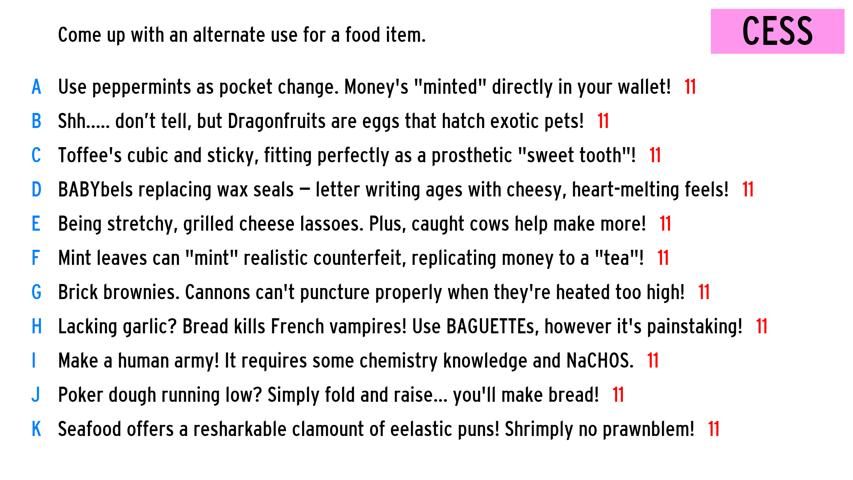 Come up with an alternate use for a food item.
CESS
A Use peppermints as pocket change. Money's "minted" directly in your wallet! 11
B Shh..... don’t tell, but Dragonfruits are eggs that hatch exotic pets! 11
C Toffee's cubic and sticky, fitting perfectly as a prosthetic "sweet tooth"! 11
D BABYbels replacing wax seals – letter writing ages with cheesy, heart-melting feels! 11
E Being stretchy, grilled cheese lassoes. Plus, caught cows help make more! 11
F Mint leaves can "mint" realistic counterfeit, replicating money to a "tea"! 11
G Brick brownies. Cannons can't puncture properly when they're heated too high! 11
H Lacking garlic? Bread kills French vampires! Use BAGUETTEs, however it's painstaking! 11
I Make a human army! It requires some chemistry knowledge and NaCHOS. 11
J Poker dough running low? Simply fold and raise... you'll make bread! 11
K Seafood offers a resharkable clamount of eelastic puns! Shrimply no prawnblem! 11